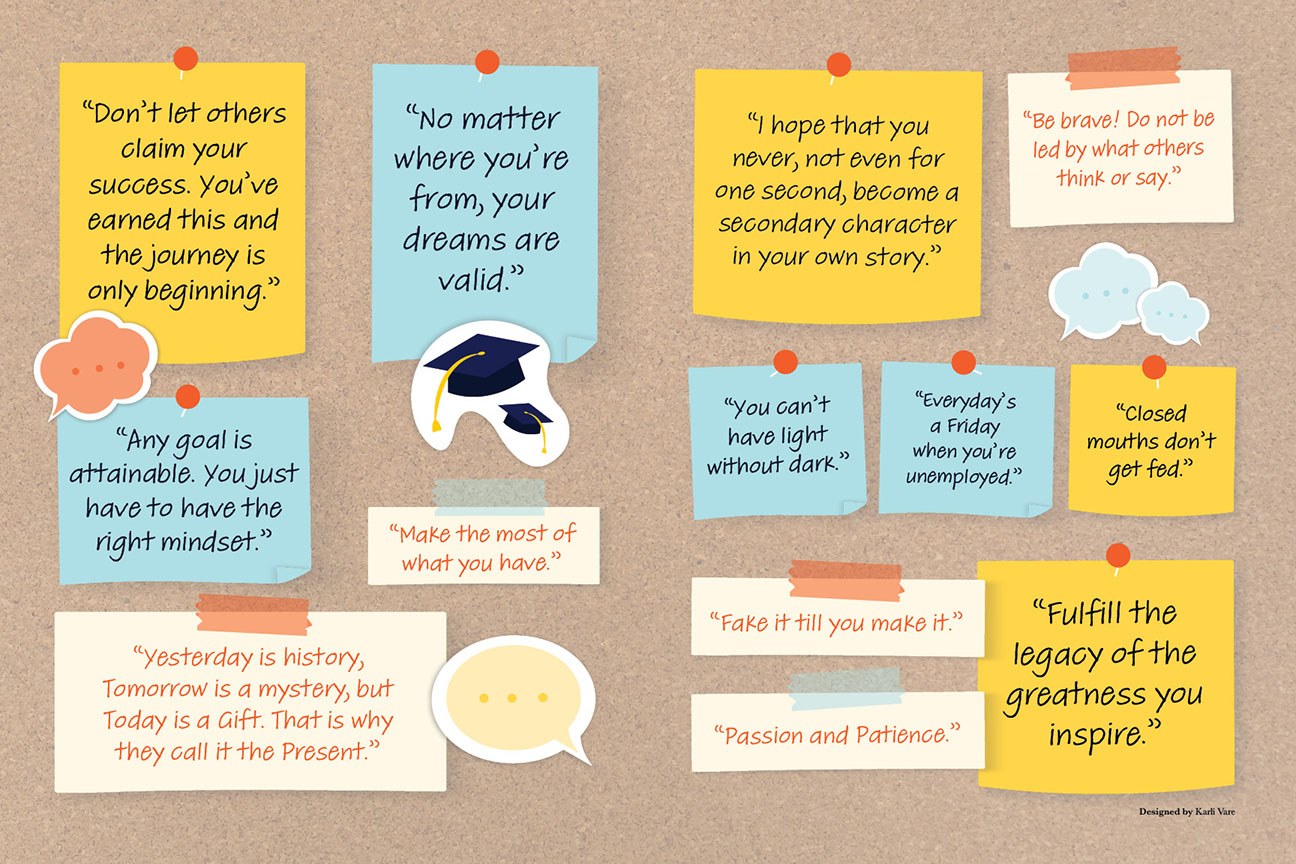 “Don’t let others
claim your
success. You’ve
earned this and
the journey is
only beginning.”
“No matter
where you’re
from, your
dreams are
valid.”
“Any goal is
attainable. You just
have to have the
right mindset.”
“Make the most of
what you have.”
“Yesterday is history,
Tomorrow is a mystery, but
Today is a Gift. That is why
they call it the Present.”
“I hope that you
never, not even for
one second, become a
secondary character
in your own story.”
“Be brave! Do not be
led by what others
think or say.”
“You can’t
have light
without dark.”
“Everyday’s
a Friday
when you’re
unemployed.”
“Closed
mouths don’t
get fed.”
“Fake it till you make it.”
“Passion and Patience.”
“Fulfill the
legacy of the
greatness you
inspire.”
Designed by Karli Vare